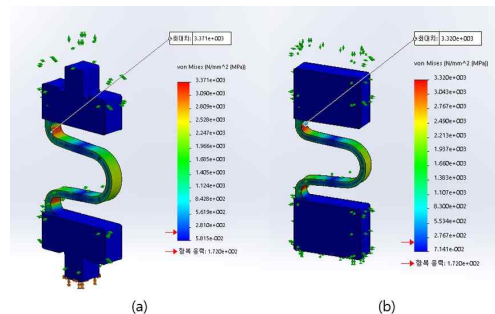 최대치: 3.371e+003
von Mises (N/mm^2 (MPa))
3.371e+003
3.090e+003
2.809e+003
2.528e+003
2.247e+003
1.966e+003
1.685e+003
1.405e+003
1.124e+003
8.428e+002
5.619e+002
2.810e+002
5.815e-002
항복 응력: 1.720e+002
(a)
최대치: 3.320e+003
von Mises (N/mm^2 (MPa))
3.320e+003
3.043e+003
2.767e+003
2.490e+003
2.213e+003
1.937e+003
1.660e+003
1.383e+003
1.107e+003
8.300e+002
5.534e+002
2.767e+002
7.141e-002
항복 응력: 1.720e+002
(b)